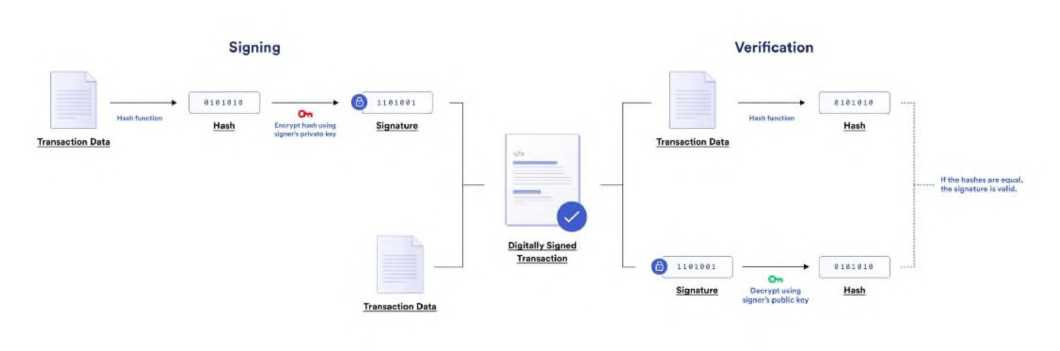 Signing
Transaction Data
Hash function
0101010
Hash
Encrypt hash using
signer's private key
1101001
Signature
Transaction Data
</>
Digitally Signed
Transaction
Verification
Transaction Data
Hash function
0101010
Hash
1101001
Signature
Decrypt using
signer's public key
0101010
Hash
If the hashes are equal,
the signature is valid.